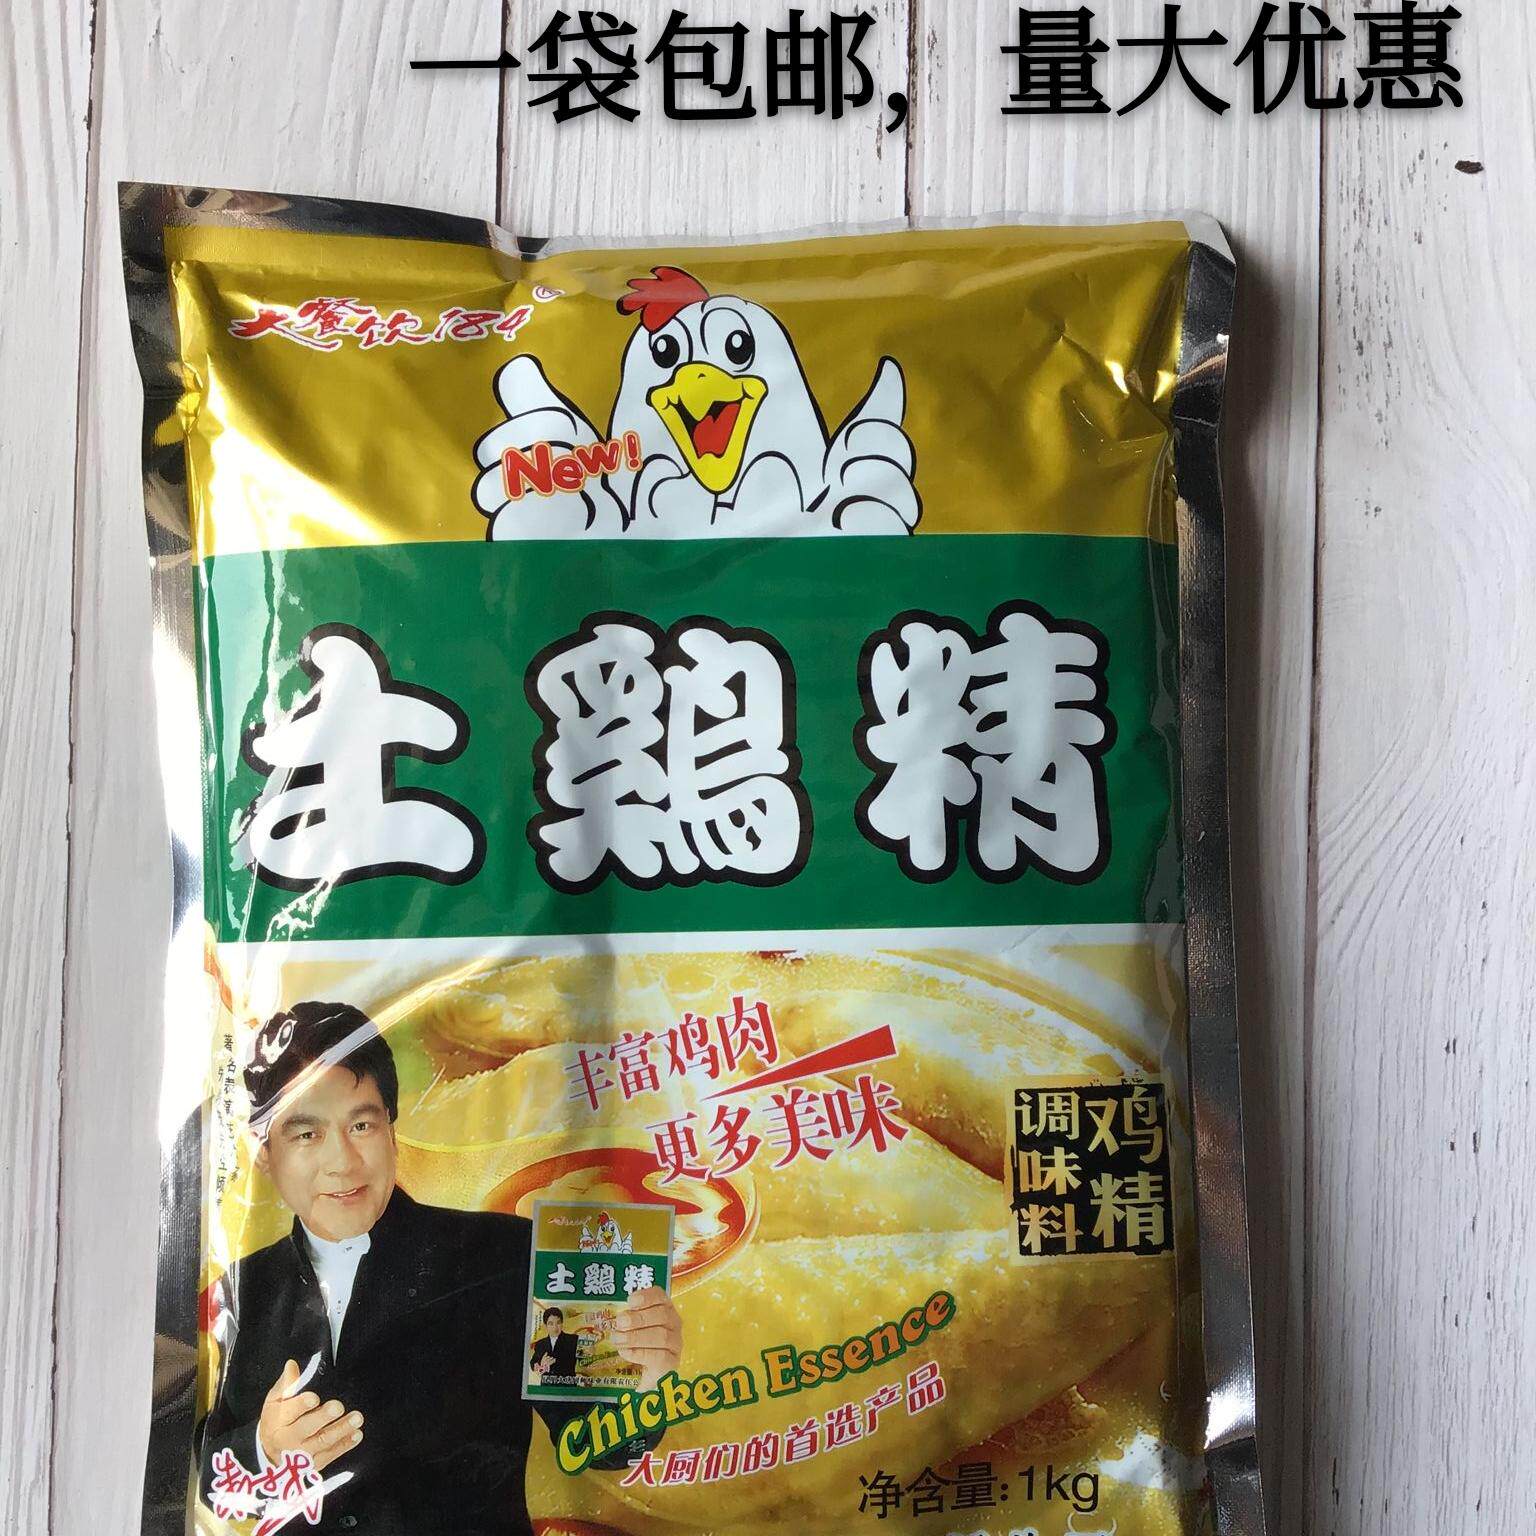 一袋包邮，量大优惠
大餐饮184®
New!
土鷄精
丰富鸡肉
更多美味
调味料
鸡精
土鷄精
Chicken Essence
大厨们的首选产品
净含量:1kg